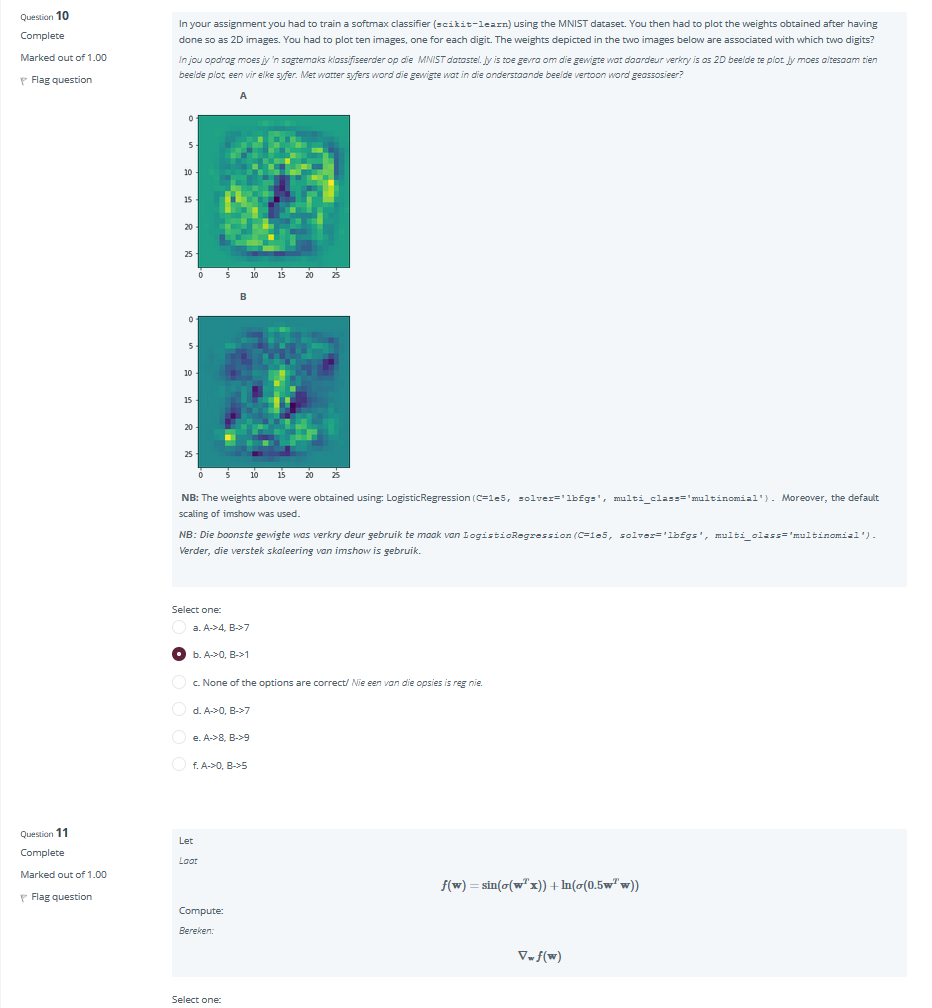 Question 10
Complete
Marked out of 1.00
Flag question
In your assignment you had to train a softmax classifier (scikit-learn) using the MNIST dataset. You then had to plot the weights obtained after having
done so as 2D images. You had to plot ten images, one for each digit. The weights depicted in the two images below are associated with which two digits?
In jou opdrag moes jy 'n sagtemaks klassifiseerder op die MNIST datastel. Jy is toe gevra om die gewigte wat daardeur verkry is as 2D beelde te plot. Jy moes altesaam tien
beelde plot, een vir elke syfer. Met watter syfers word die gewigte wat in die onderstaande beelde vertoon word geassosieer?
A
0
5
10
15
20
25
0 5 10 15 20 25
B
0
5
10
15
20
25
0 5 10 15 20 25
NB: The weights above were obtained using: LogisticRegression(C=1e5, solver='lbfgs', multi_class='multinomial'). Moreover, the default
scaling of imshow was used.
NB: Die boonste gewigte was verkry deur gebruik te maak van LogisticRegression(C=1e5, solver='lbfgs', multi_class='multinomial').
Verder, die verstek skaleering van imshow is gebruik.
Select one:
a. A->4, B->7
b. A->0, B->1
c. None of the options are correct/ Nie een van die opsies is reg nie.
d. A->0, B->7
e. A->8, B->9
f. A->0, B->5
Question 11
Complete
Marked out of 1.00
Flag question
Let
Laat
f(w) = sin(σ(wᵀx)) + ln(σ(0.5wᵀw))
Compute:
Bereken:
∇_w f(w)
Select one: